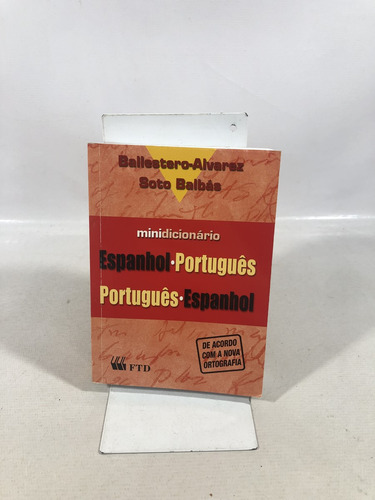 Ballestero-Alvarez
Soto Balbás
minidicionário
Espanhol·Português
Português·Espanhol
DE ACORDO
COM A NOVA
ORTOGRAFIA
FTD